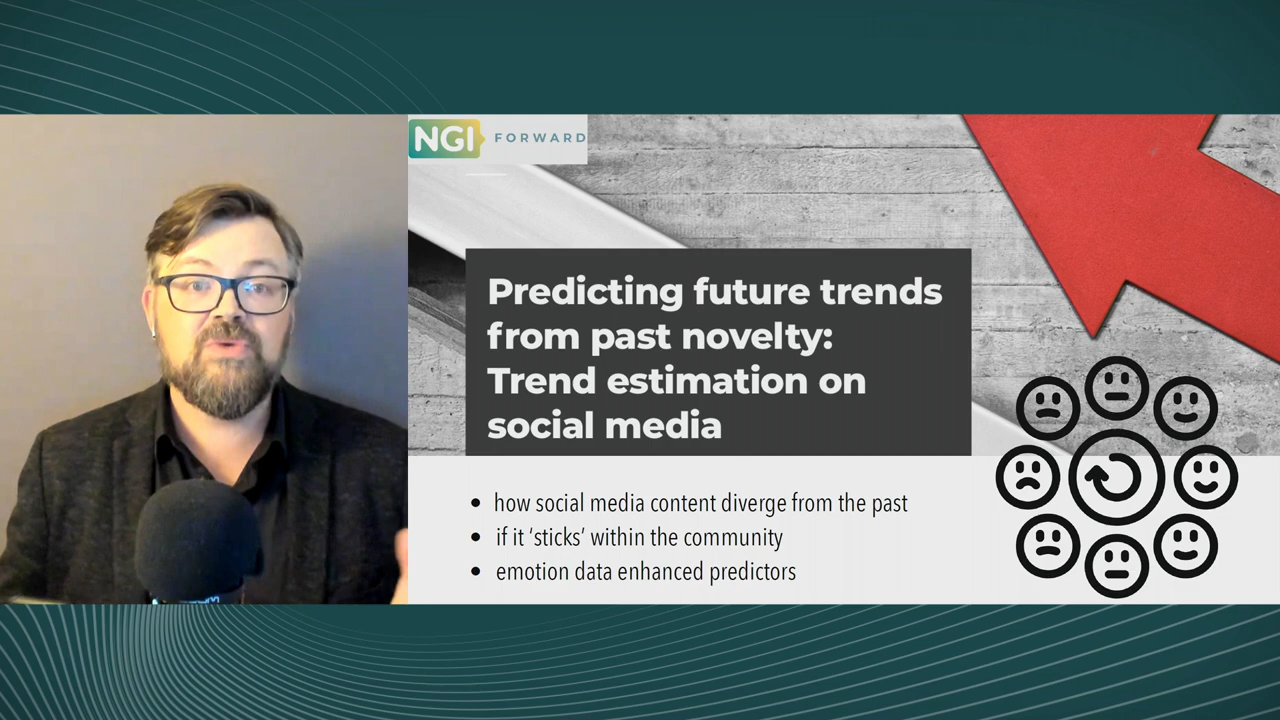 NGI FORWARD
Predicting future trends
from past novelty:
Trend estimation on
social media
• how social media content diverge from the past
• if it ‘sticks’ within the community
• emotion data enhanced predictors